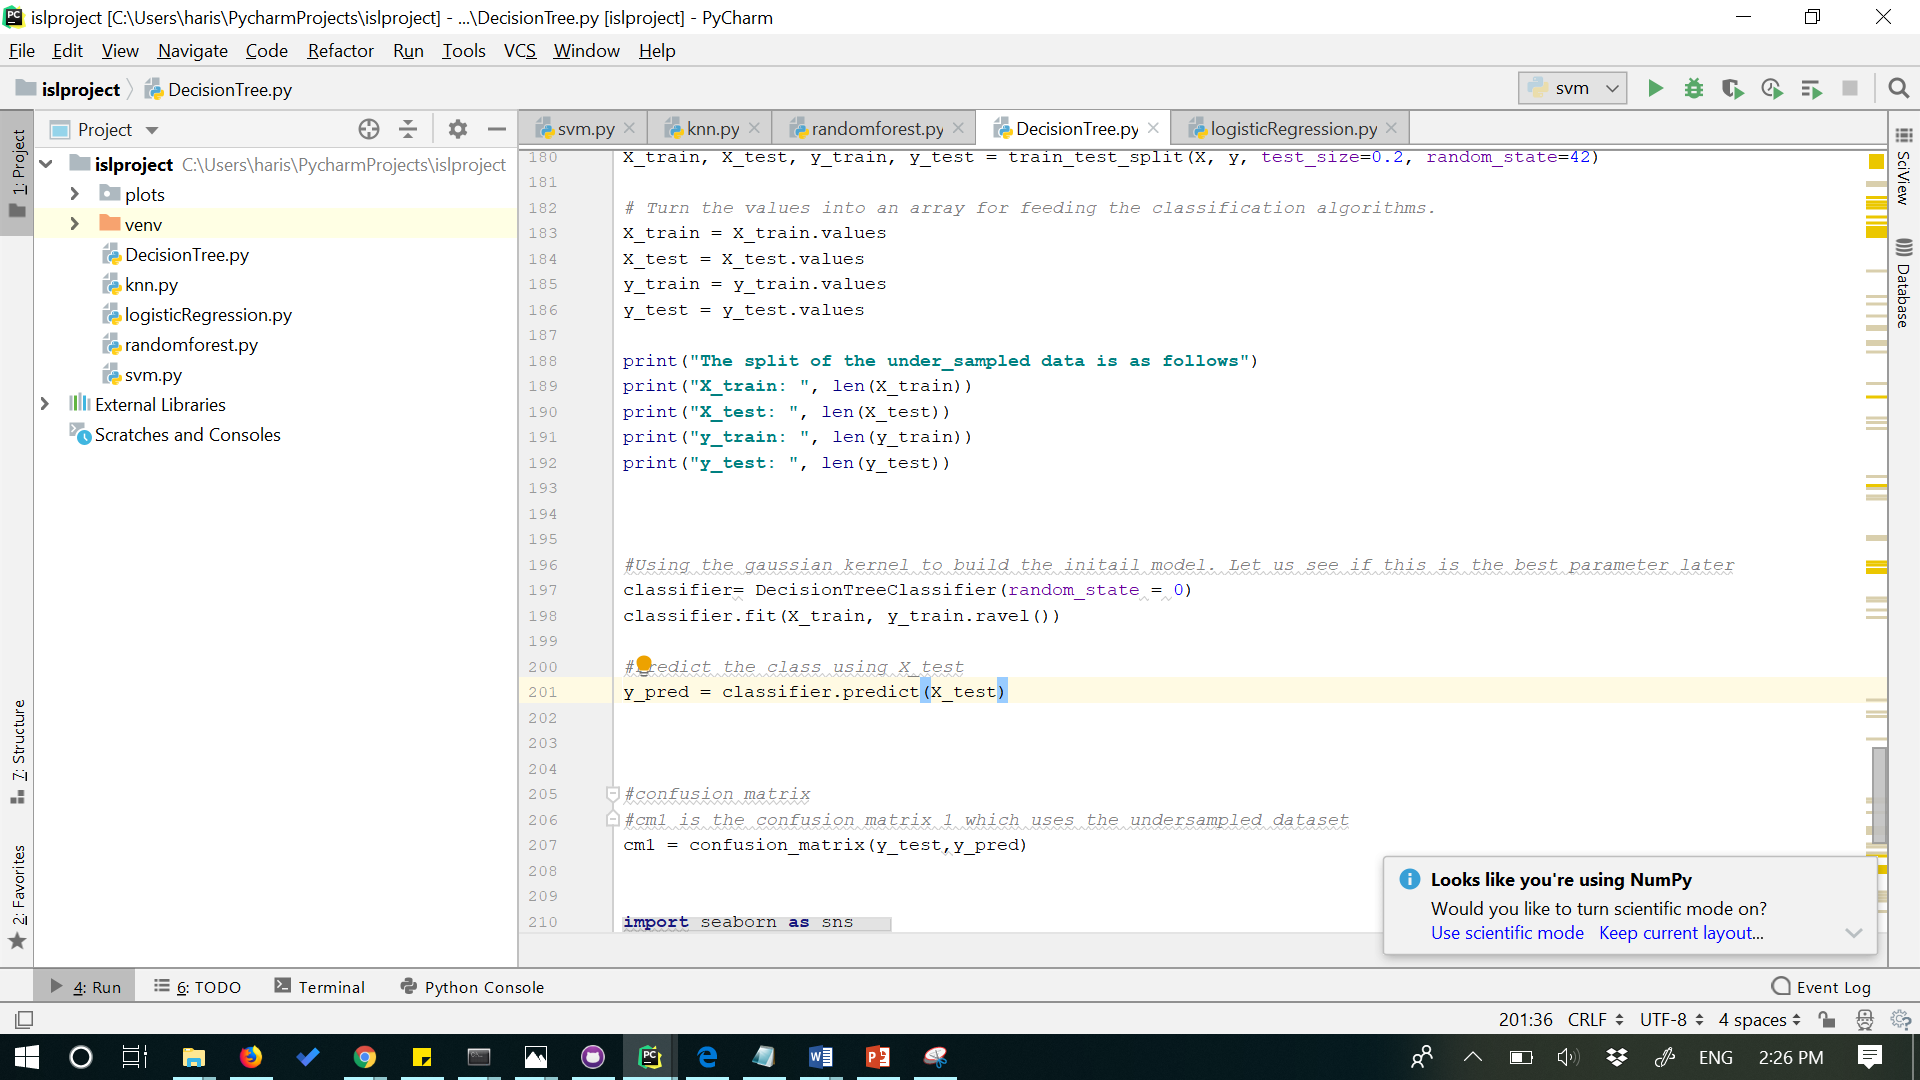 islproject [C:\Users\haris\PycharmProjects\islproject] - ...\DecisionTree.py [islproject] - PyCharm
File Edit View Navigate Code Refactor Run Tools VCS Window Help
islproject DecisionTree.py
svm
Project
svm.py knn.py randomforest.py DecisionTree.py logisticRegression.py
1: Project
islproject C:\Users\haris\PycharmProjects\islproject
plots
venv
DecisionTree.py
knn.py
logisticRegression.py
randomforest.py
svm.py
External Libraries
Scratches and Consoles
7: Structure
2: Favorites
180 X_train, X_test, y_train, y_test = train_test_split(X, y, test_size=0.2, random_state=42)
181
182 # Turn the values into an array for feeding the classification algorithms.
183 X_train = X_train.values
184 X_test = X_test.values
185 y_train = y_train.values
186 y_test = y_test.values
187
188 print("The split of the under_sampled data is as follows")
189 print("X_train: ", len(X_train))
190 print("X_test: ", len(X_test))
191 print("y_train: ", len(y_train))
192 print("y_test: ", len(y_test))
193
194
195
196 #Using the gaussian kernel to build the initail model. Let us see if this is the best parameter later
197 classifier= DecisionTreeClassifier(random_state = 0)
198 classifier.fit(X_train, y_train.ravel())
199
200 #Predict the class using X_test
201 y_pred = classifier.predict(X_test)
202
203
204
205 #confusion matrix
206 #cm1 is the confusion matrix 1 which uses the undersampled dataset
207 cm1 = confusion_matrix(y_test,y_pred)
208
209
210 import seaborn as sns
SciView
Database
Looks like you're using NumPy
Would you like to turn scientific mode on?
Use scientific mode Keep current layout...
4: Run 6: TODO Terminal Python Console Event Log
201:36 CRLF UTF-8 4 spaces
ENG 2:26 PM